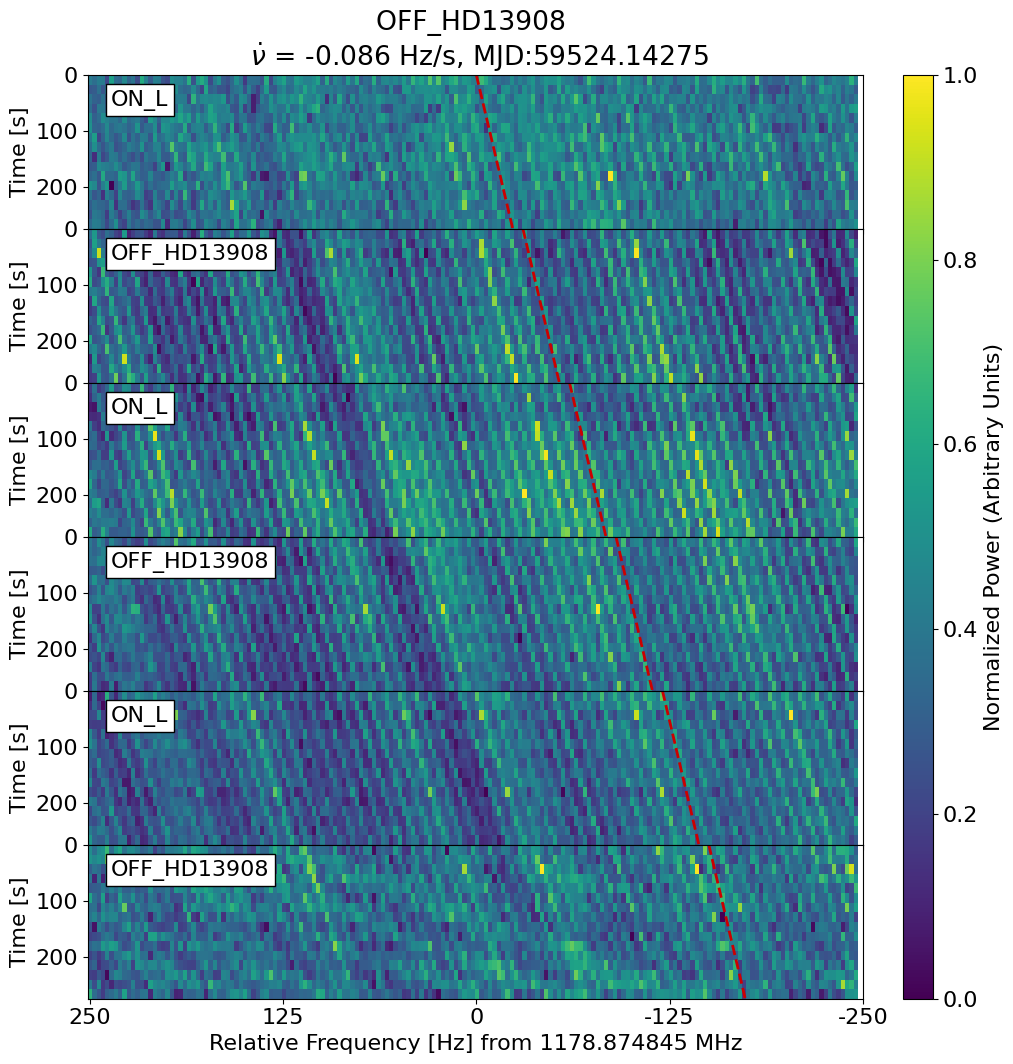 OFF_HD13908
ν̇ = -0.086 Hz/s, MJD:59524.14275
0
ON_L
100
Time [s]
200
0
OFF_HD13908
100
Time [s]
200
0
ON_L
100
Time [s]
200
0
OFF_HD13908
100
Time [s]
200
0
ON_L
100
Time [s]
200
0
OFF_HD13908
100
Time [s]
200
250 125 0 -125 -250
Relative Frequency [Hz] from 1178.874845 MHz
1.0
0.8
0.6
0.4
0.2
0.0
Normalized Power (Arbitrary Units)